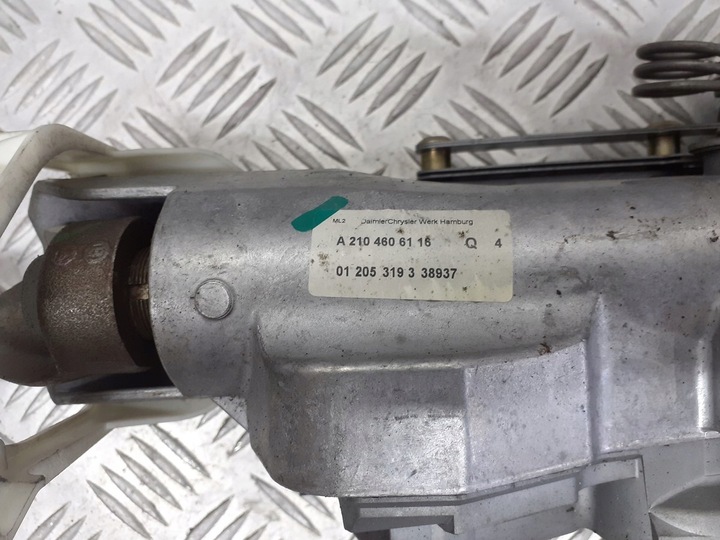 ML2 DaimlerChrysler Werk Hamburg
A 210 460 61 16 Q 4
01 205 319 3 38937